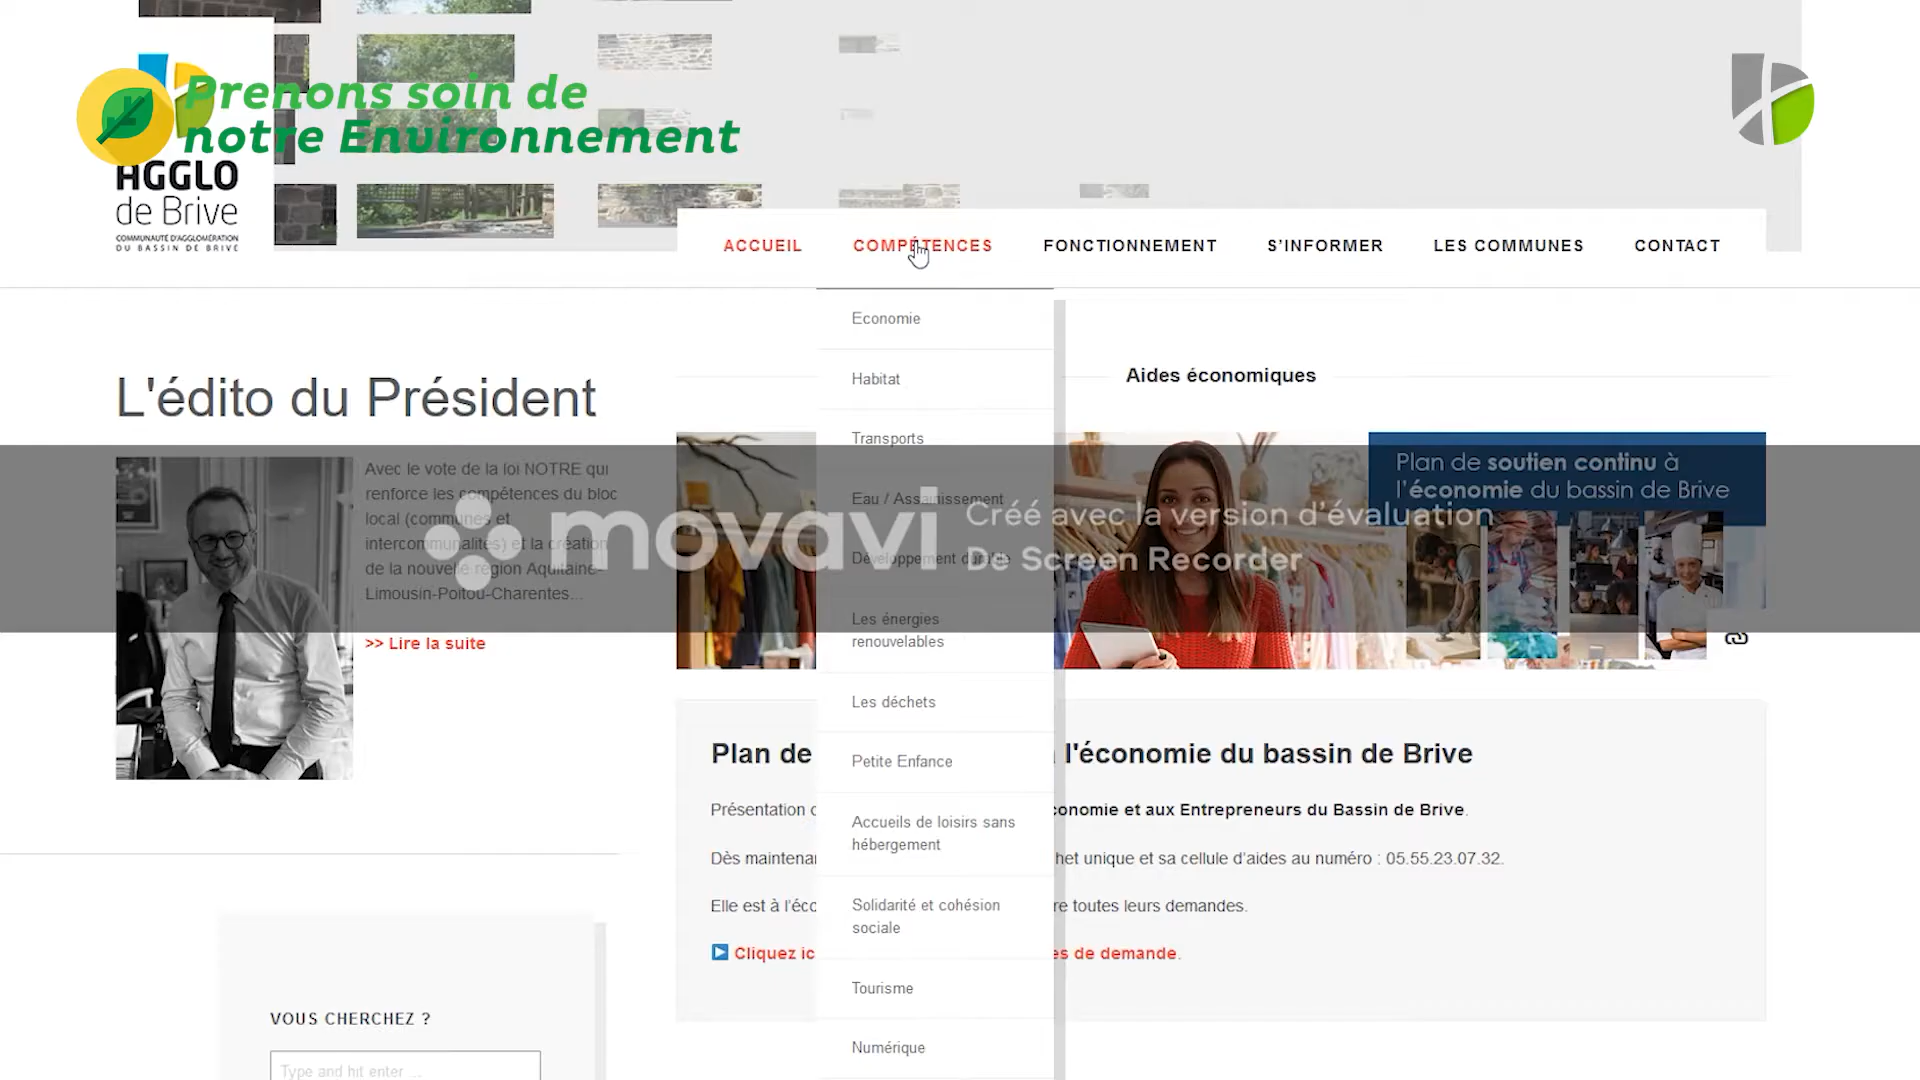 Prenons soin de
notre Environnement
AGGLO
de Brive
COMMUNAUTÉ D'AGGLOMÉRATION
DU BASSIN DE BRIVE
ACCUEIL
COMPÉTENCES
FONCTIONNEMENT
S'INFORMER
LES COMMUNES
CONTACT
Economie
Habitat
Transports
Eau / Assainissement
Développement durable
Les énergies
renouvelables
Les déchets
Petite Enfance
Accueils de loisirs sans
hébergement
Solidarité et cohésion
sociale
Tourisme
Numérique
L'édito du Président
Avec le vote de la loi NOTRE qui
renforce les compétences du bloc
local (communes et
intercommunalités) et la création
de la nouvelle région Aquitaine-
Limousin-Poitou-Charentes...
>> Lire la suite
movavi
Créé avec la version d'évaluation
De Screen Recorder
Aides économiques
Plan de soutien continu à
l'économie du bassin de Brive
Plan de l'économie du bassin de Brive
Présentation conomie et aux Entrepreneurs du Bassin de Brive.
Dès maintenan het unique et sa cellule d'aides au numéro : 05.55.23.07.32.
Elle est à l'éco re toutes leurs demandes.
Cliquez ic es de demande.
VOUS CHERCHEZ ?
Type and hit enter ...